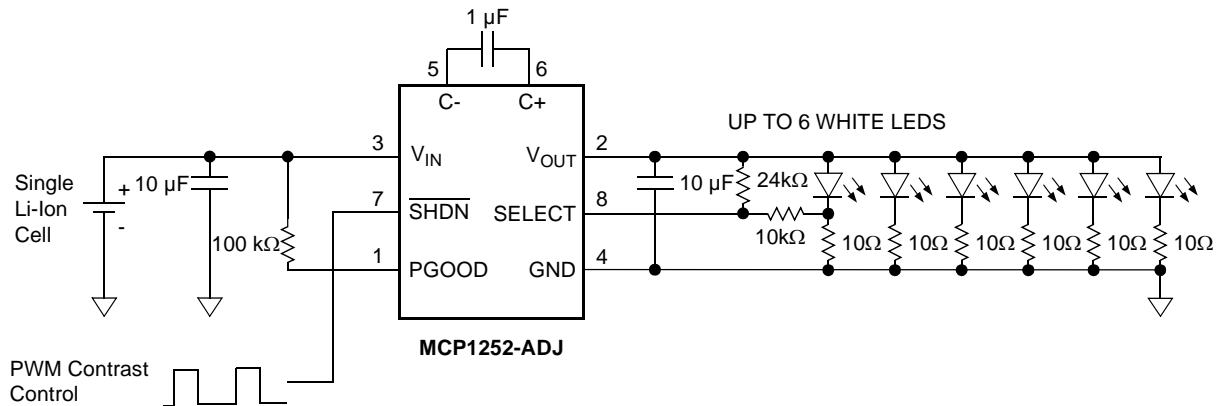 1 µF
5
6
C-
C+
UP TO 6 WHITE LEDS
3
2
VIN
VOUT
Single
Li-Ion
Cell
+
-
10 µF
10 µF
24kΩ
7
SHDN
SELECT
8
10kΩ
100 kΩ
10Ω
10Ω
10Ω
10Ω
10Ω
10Ω
1
PGOOD
GND
4
MCP1252-ADJ
PWM Contrast
Control